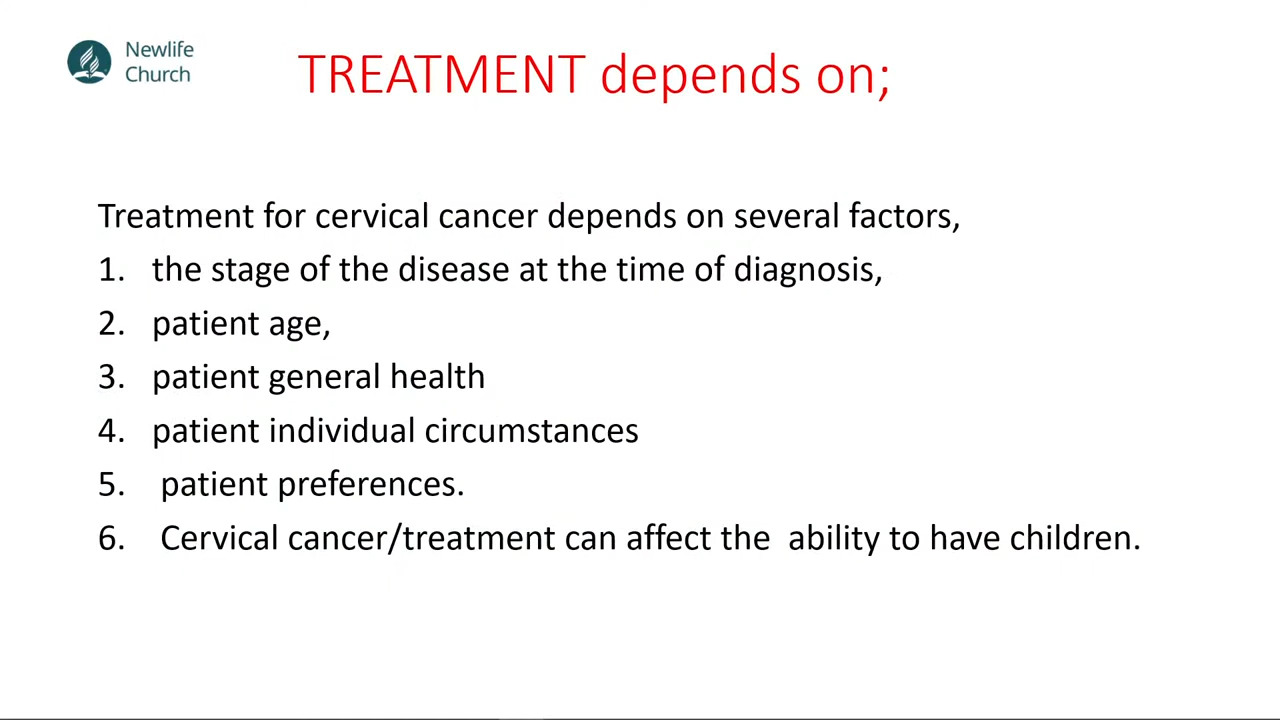 Newlife
Church
TREATMENT depends on;
Treatment for cervical cancer depends on several factors,
1. the stage of the disease at the time of diagnosis,
2. patient age,
3. patient general health
4. patient individual circumstances
5. patient preferences.
6. Cervical cancer/treatment can affect the ability to have children.